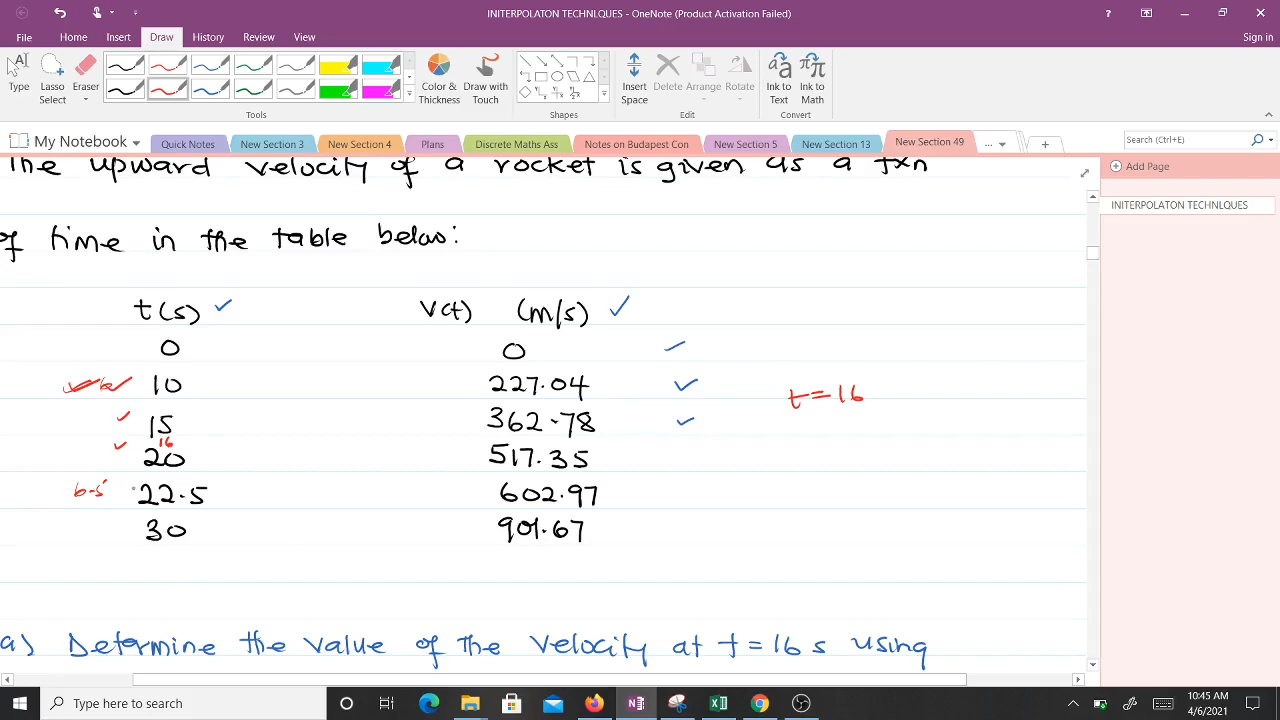 INITERPOLATON TECHNLQUES - OneNote (Product Activation Failed)
Sign in
File Home Insert Draw History Review View
Type Lasso Select Eraser Color & Thickness Draw with Touch Insert Space Delete Arrange Rotate Ink to Text Ink to Math
Tools Shapes Edit Convert
My Notebook Quick Notes New Section 3 New Section 4 Plans Discrete Maths Ass Notes on Budapest Con New Section 5 New Section 13 New Section 49 ... Search (Ctrl+E)
Add Page
INITERPOLATON TECHNLQUES
The upward velocity of a rocket is given as a fxn
of time in the table below:
t(s) V(t) (m/s)
0 0
10 227.04
t=16
15 362.78
16
20 517.35
6.5 22.5 602.97
30 901.67
a) Determine the value of the velocity at t=16s using
Type here to search
10:45 AM
4/6/2021